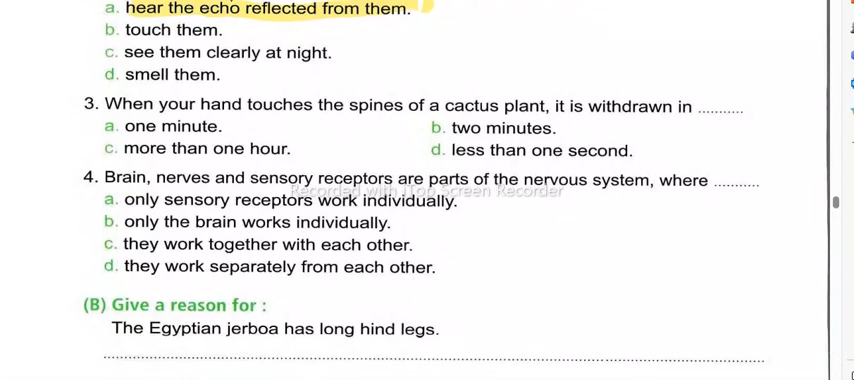 a. hear the echo reflected from them.
b. touch them.
c. see them clearly at night.
d. smell them.
3. When your hand touches the spines of a cactus plant, it is withdrawn in ...........
a. one minute. b. two minutes.
c. more than one hour. d. less than one second.
4. Brain, nerves and sensory receptors are parts of the nervous system, where ...........
Recorded with iTop Screen Recorder
a. only sensory receptors work individually.
b. only the brain works individually.
c. they work together with each other.
d. they work separately from each other.
(B) Give a reason for :
The Egyptian jerboa has long hind legs.